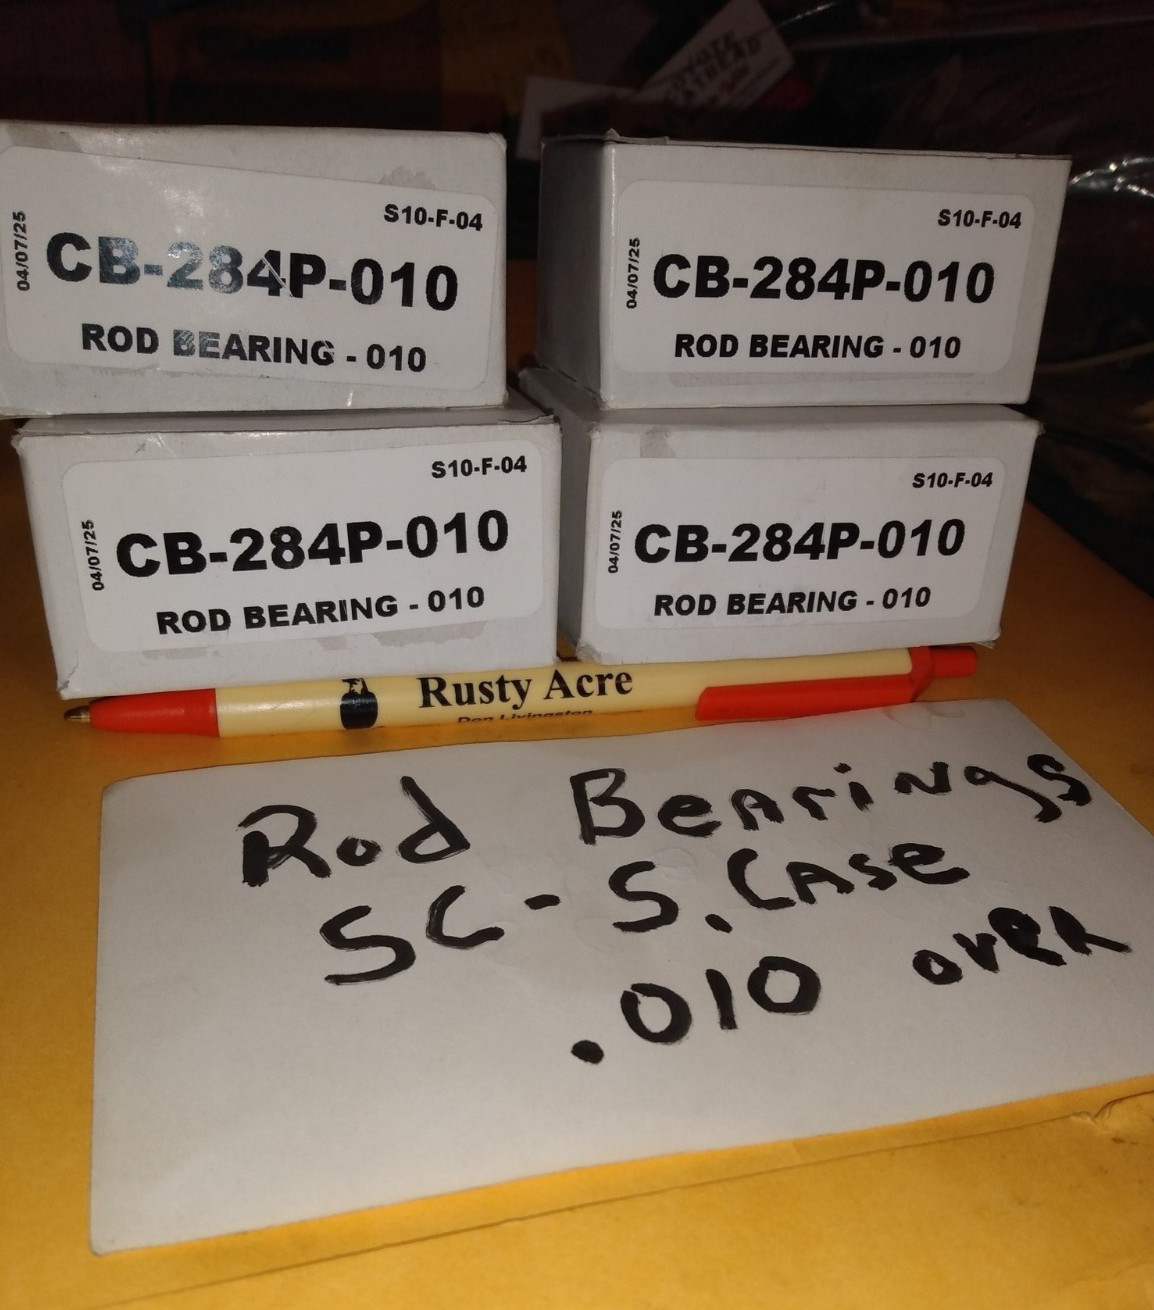 S10-F-04
04/07/25
CB-284P-010
ROD BEARING - 010
S10-F-04
04/07/25
CB-284P-010
ROD BEARING - 010
S10-F-04
04/07/25
CB-284P-010
ROD BEARING - 010
S10-F-04
04/07/25
CB-284P-010
ROD BEARING - 010
Rusty Acre
Don Livingston
Rod Bearings
SC - S. CASE
.010 over